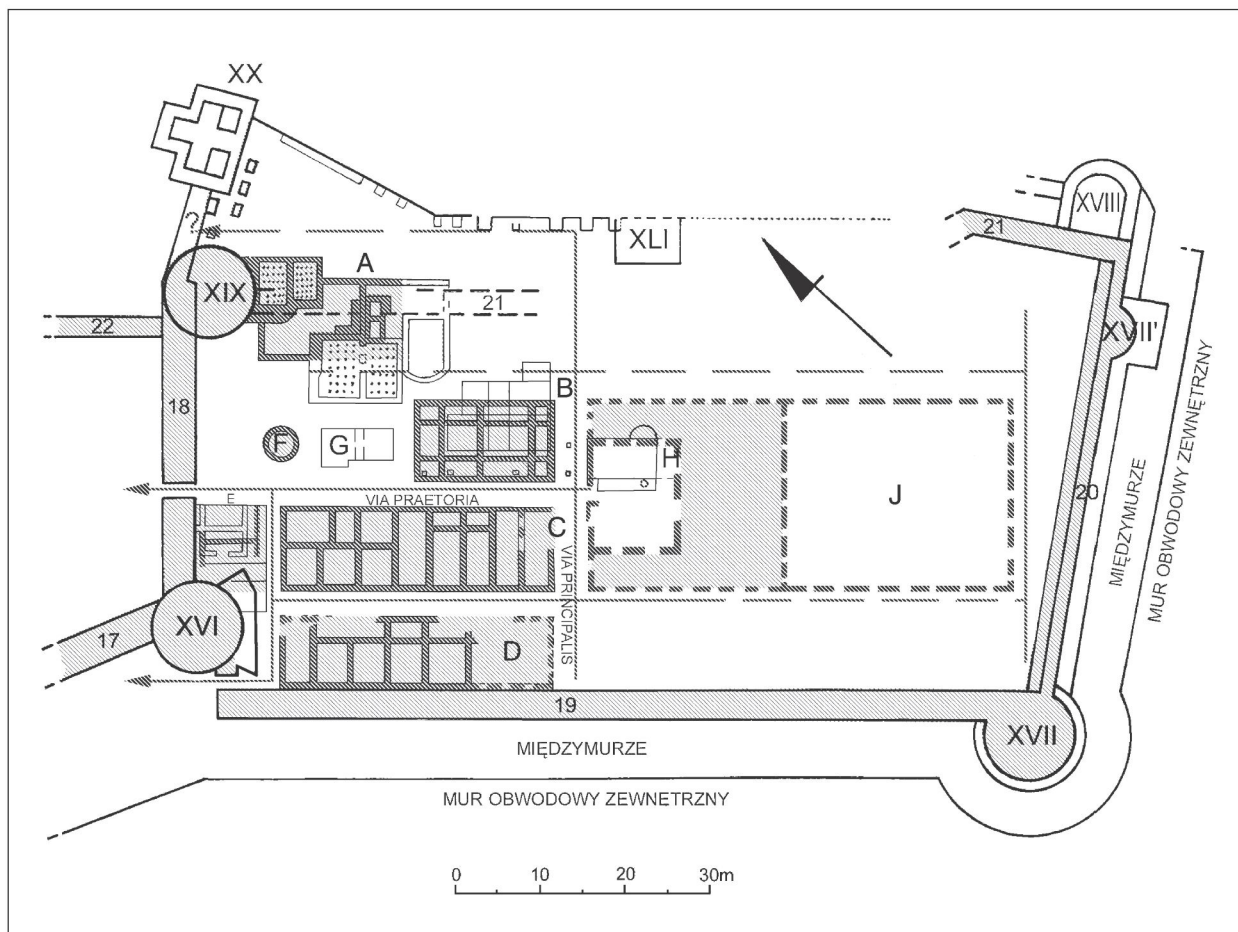 XX
XVIII
21
XLI
?
A
XIX
21
XVII'
22
B
18
F
G
H
J
20
E
VIA PRAETORIA
C
VIA PRINCIPALIS
MIĘDZYMURZE
MUR OBWODOWY ZEWNĘTRZNY
XVI
17
D
19
XVII
MIĘDZYMURZE
MUR OBWODOWY ZEWNĘTRZNY
0 10 20 30m